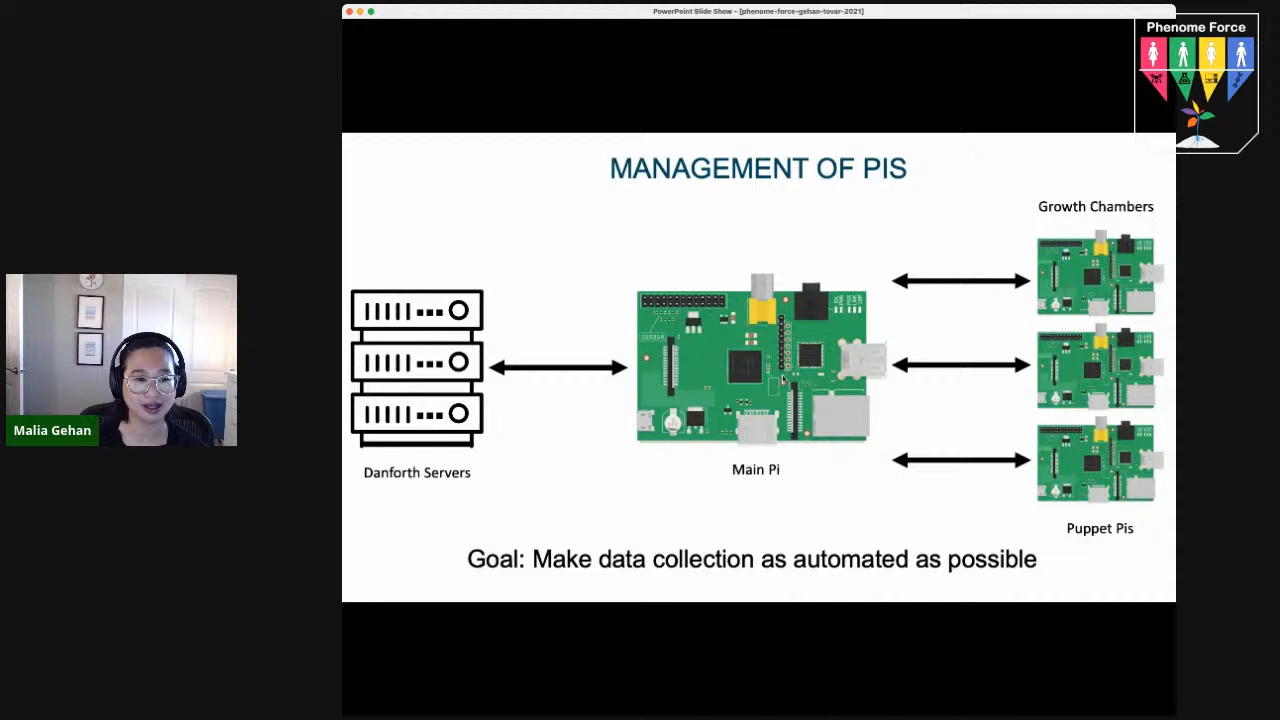 PowerPoint Slide Show - [phenome-force-gehan-tovar-2021]
Phenome Force
MANAGEMENT OF PIS
Growth Chambers
Malia Gehan
Danforth Servers
Main Pi
Puppet Pis
Goal: Make data collection as automated as possible